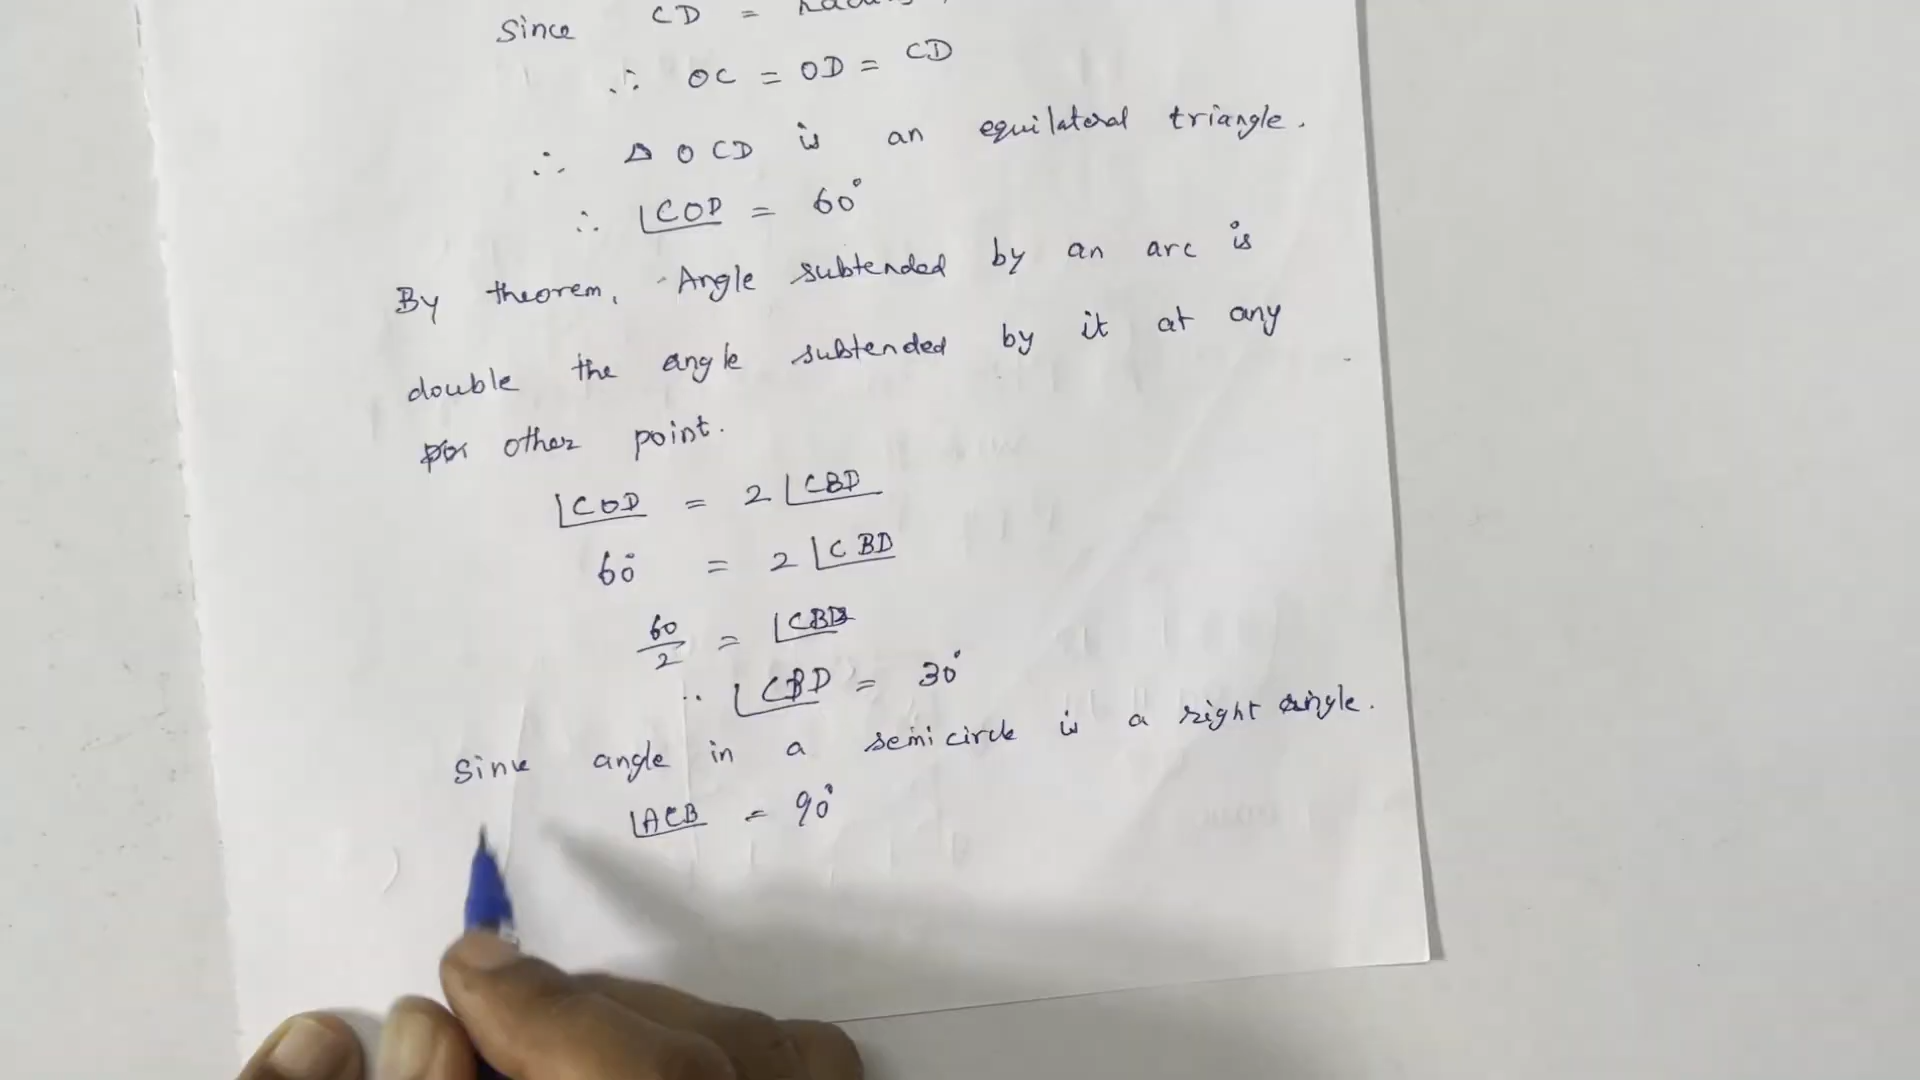 Since CD =
∴ OC = OD = CD
∴ △ OCD is an equilateral triangle.
∴ ∠COD = 60°
By theorem, Angle subtended by an arc is
double the angle subtended by it at any
other point.
∠COD = 2 ∠CBD
60° = 2 ∠CBD
60/2 = ∠CBD
∴ ∠CBD = 30°
Since angle in a semicircle is a right angle.
∠ACB = 90°